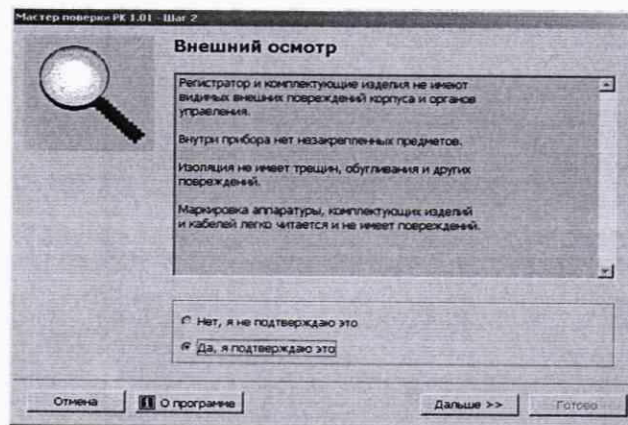 Мастер поверки РК 1.01 - Шаг 2
Внешний осмотр
Регистратор и комплектующие изделия не имеют
видимых внешних повреждений корпуса и органов
управления.
Внутри прибора нет незакрепленных предметов.
Изоляция не имеет трещин, обугливания и других
повреждений.
Маркировка аппаратуры, комплектующих изделий
и кабелей легко читается и не имеет повреждений.
Нет, я не подтверждаю это
Да, я подтверждаю это
Отмена
О программе
Дальше >>
Готово